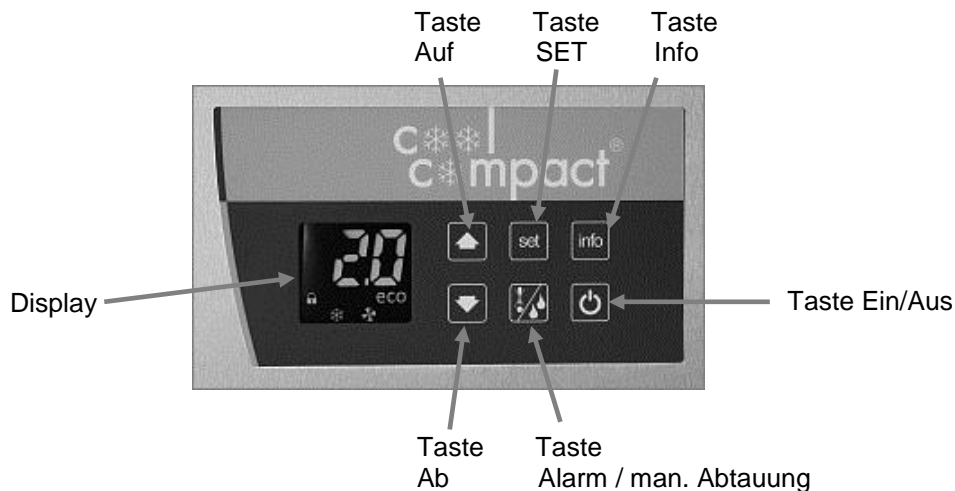 Taste
Auf
Taste
SET
Taste
Info
cool
compact®
2.0
eco
set
info
Display
Taste Ein/Aus
Taste
Ab
Taste
Alarm / man. Abtauung